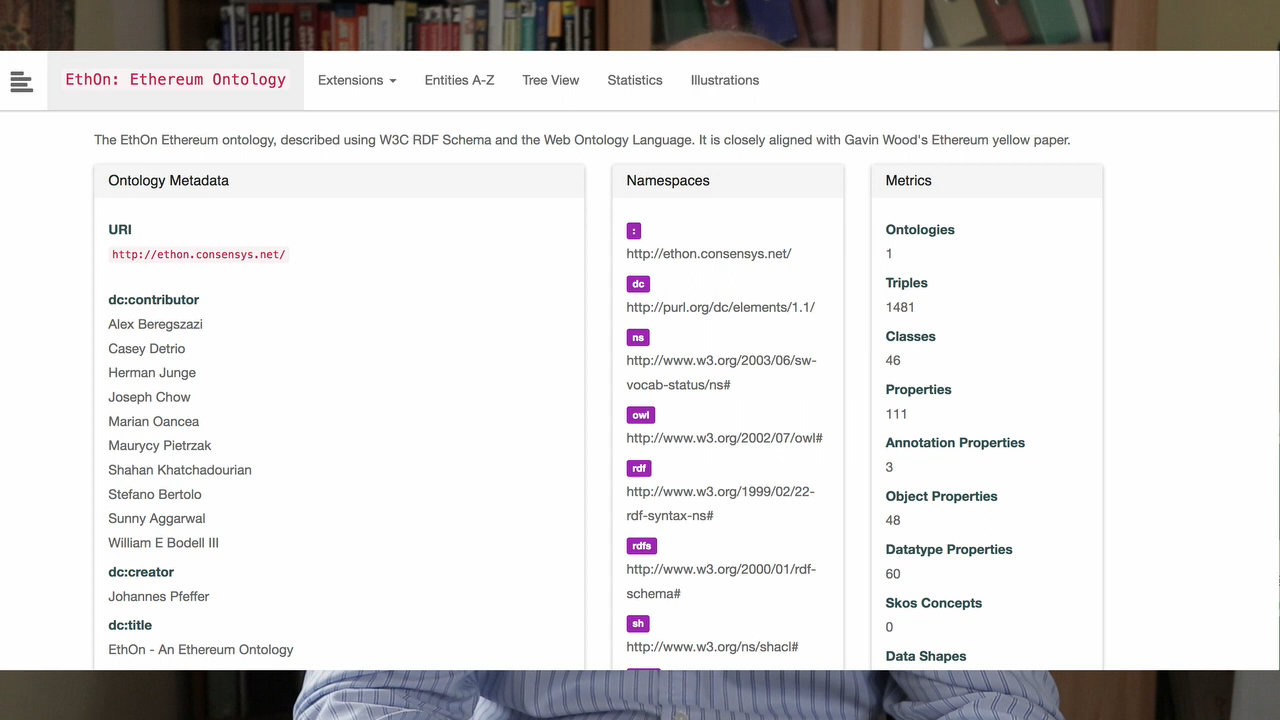 EthOn: Ethereum Ontology
Extensions
Entities A-Z
Tree View
Statistics
Illustrations
The EthOn Ethereum ontology, described using W3C RDF Schema and the Web Ontology Language. It is closely aligned with Gavin Wood's Ethereum yellow paper.
Ontology Metadata
URI
http://ethon.consensys.net/
dc:contributor
Alex Beregszazi
Casey Detrio
Herman Junge
Joseph Chow
Marian Oancea
Maurycy Pietrzak
Shahan Khatchadourian
Stefano Bertolo
Sunny Aggarwal
William E Bodell III
dc:creator
Johannes Pfeffer
dc:title
EthOn - An Ethereum Ontology
Namespaces
:
http://ethon.consensys.net/
dc
http://purl.org/dc/elements/1.1/
ns
http://www.w3.org/2003/06/sw-
vocab-status/ns#
owl
http://www.w3.org/2002/07/owl#
rdf
http://www.w3.org/1999/02/22-
rdf-syntax-ns#
rdfs
http://www.w3.org/2000/01/rdf-
schema#
sh
http://www.w3.org/ns/shacl#
Metrics
Ontologies
1
Triples
1481
Classes
46
Properties
111
Annotation Properties
3
Object Properties
48
Datatype Properties
60
Skos Concepts
0
Data Shapes